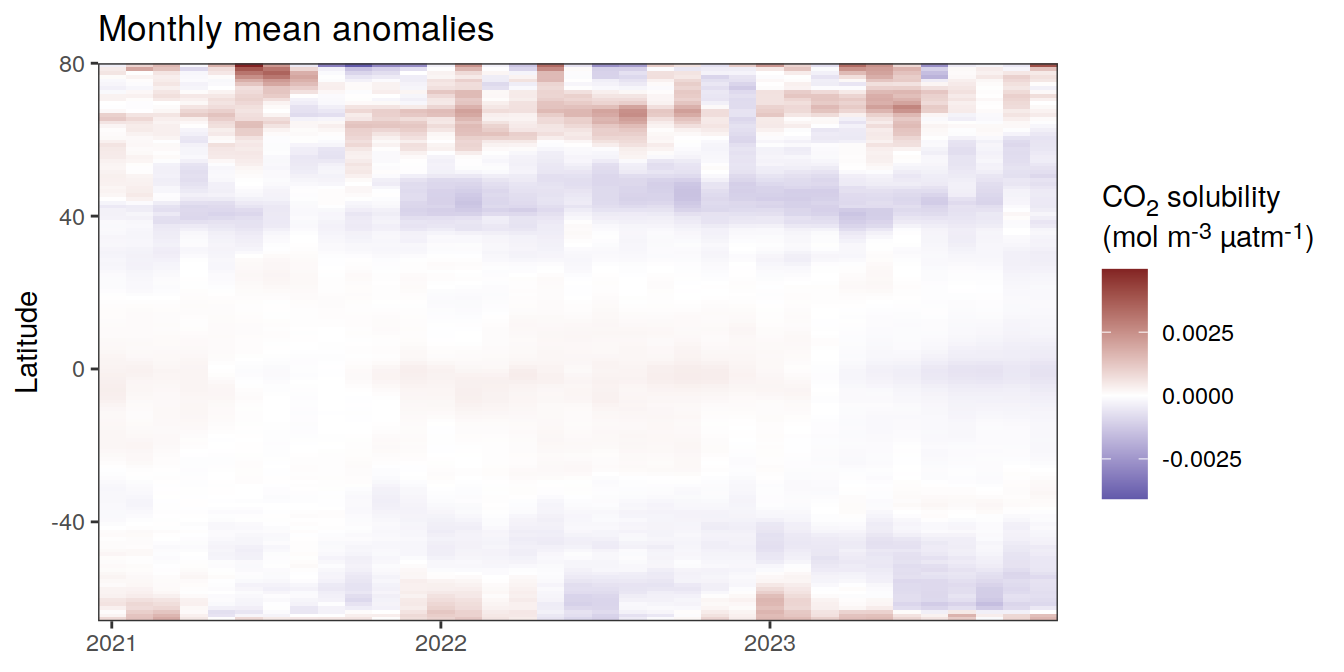 Monthly mean anomalies
80
40
0
-40
Latitude
2021
2022
2023
CO₂ solubility
(mol m⁻³ µatm⁻¹)
0.0025
0.0000
-0.0025